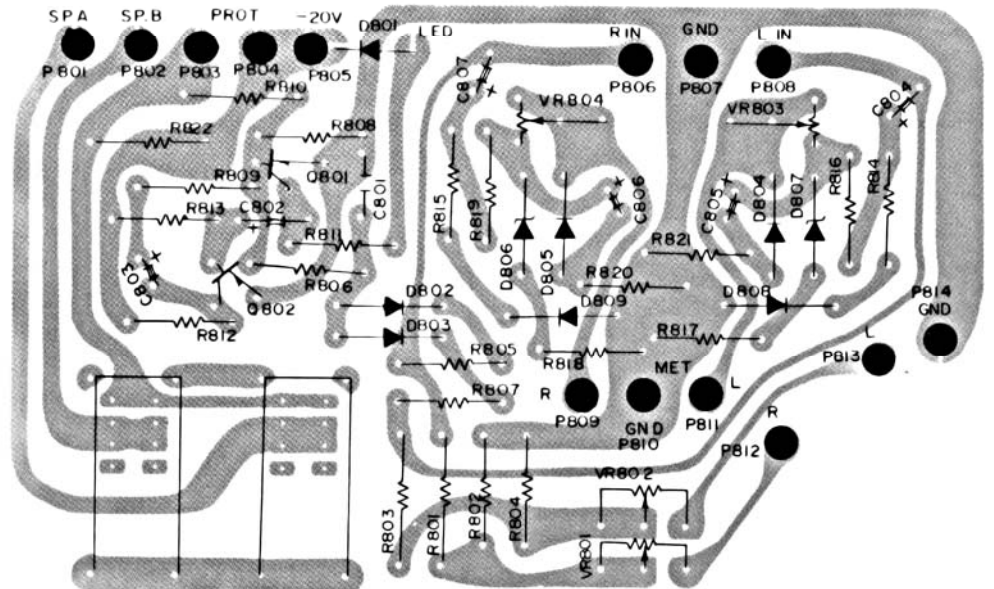 SP.A
SP.B
PROT
-20V
D801
LED
R IN
GND
L IN
P801
P802
P803
P804
P805
P806
P807
P808
R810
C807
VR804
VR803
C804
R822
R808
R809
Q801
C801
R815
R819
C806
C805
D804
D807
R816
R814
R813
C802
R811
D806
D805
R821
C803
R806
R820
Q802
D802
D809
D808
P814
GND
R812
D803
R817
L
R805
R818
P813
MET
R807
R
L
P809
GND
P810
P811
R
P812
VR802
R803
R801
R802
R804
VR801